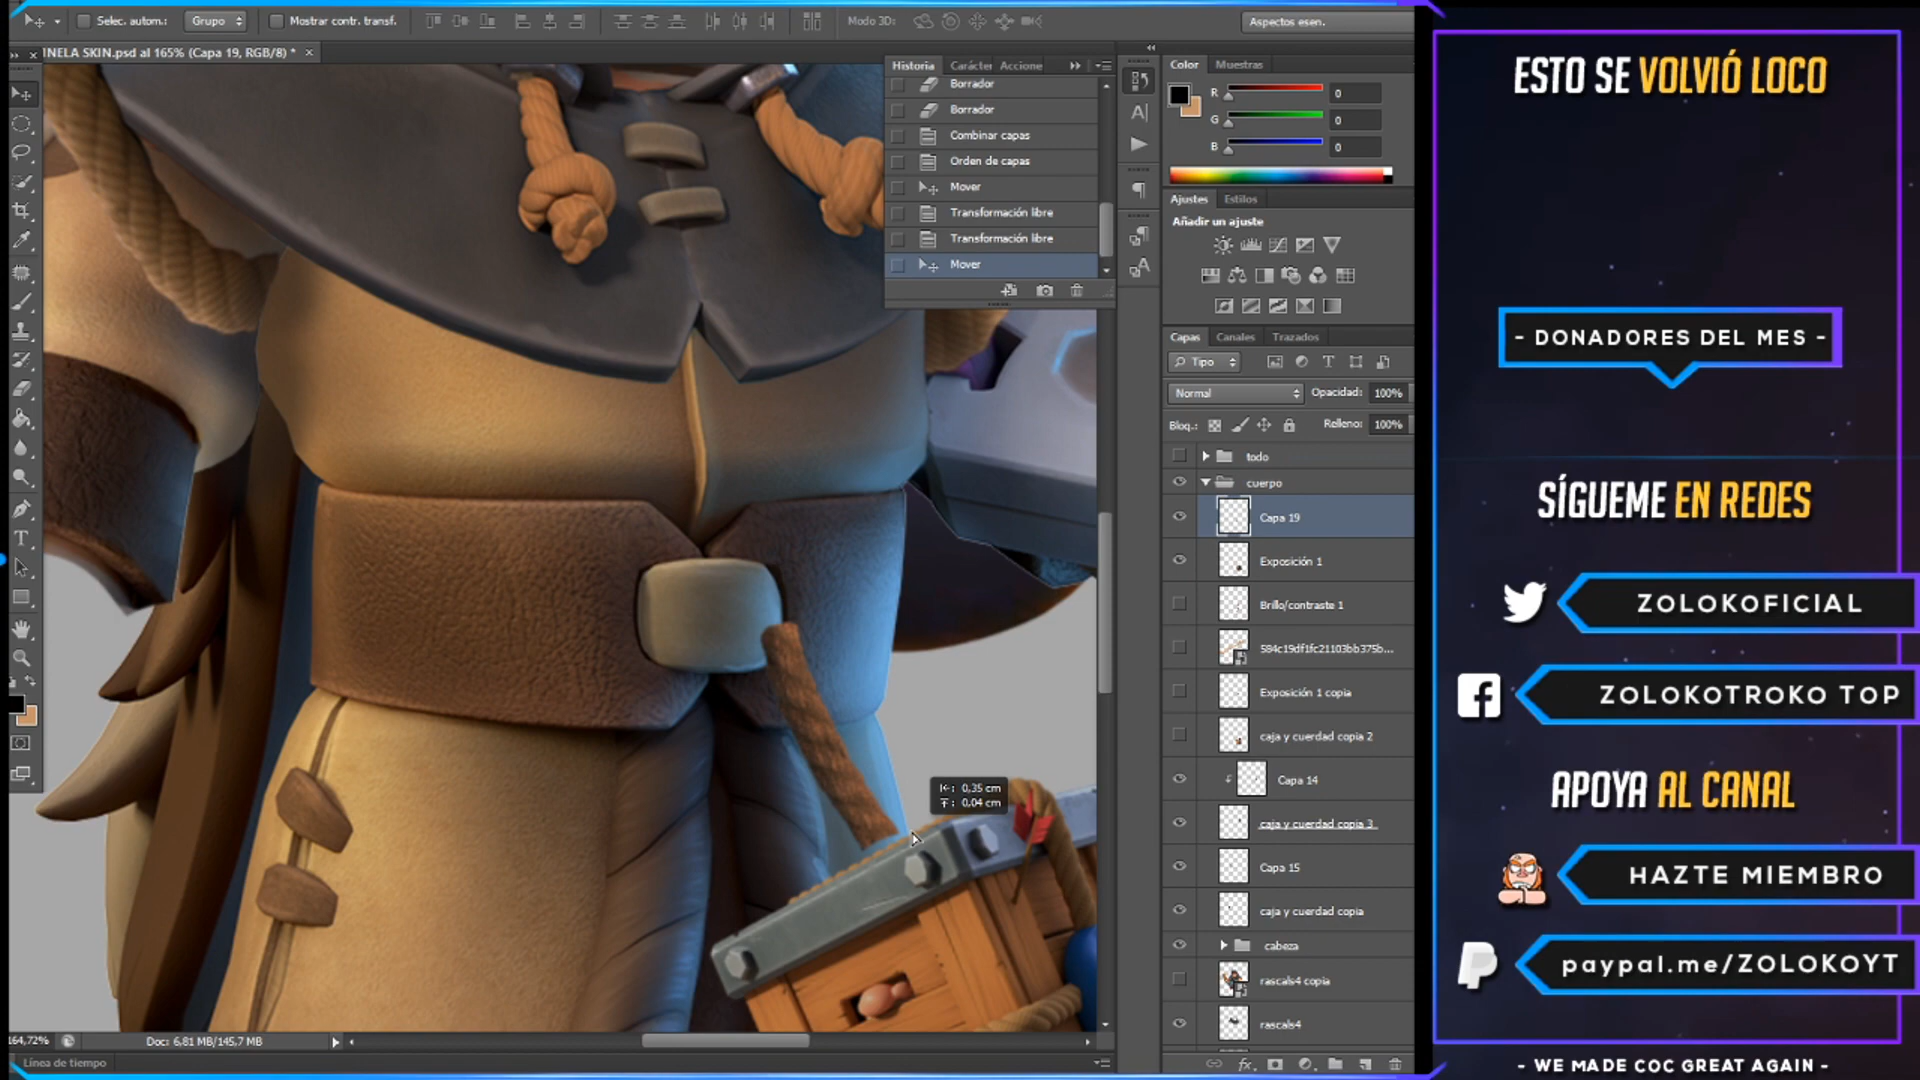 Selec. autom.:
Grupo
Mostrar contr. transf.
Modo 3D:
Aspectos esen.
INELA SKIN.psd al 165% (Capa 19, RGB/8) *
Historia
Carácter
Accione
Borrador
Borrador
Combinar capas
Orden de capas
Mover
Transformación libre
Transformación libre
Mover
Color
Muestras
R
0
G
0
B
0
Ajustes
Estilos
Añadir un ajuste
Capas
Canales
Trazados
Tipo
Normal
Opacidad:
100%
Bloq.:
Relleno:
100%
todo
cuerpo
Capa 19
Exposición 1
Brillo/contraste 1
584c19df1fc21103bb375b...
Exposición 1 copia
caja y cuerdad copia 2
Capa 14
caja y cuerdad copia 3
Capa 15
caja y cuerdad copia
cabeza
rascals4 copia
rascals4
0,35 cm
0,04 cm
164,72%
Doc: 6,81 MB/145,7 MB
Línea de tiempo
ESTO SE VOLVIÓ LOCO
- DONADORES DEL MES -
SÍGUEME EN REDES
ZOLOKOFICIAL
ZOLOKOTROKO TOP
APOYA AL CANAL
HAZTE MIEMBRO
paypal.me/ZOLOKOYT
- WE MADE COC GREAT AGAIN -